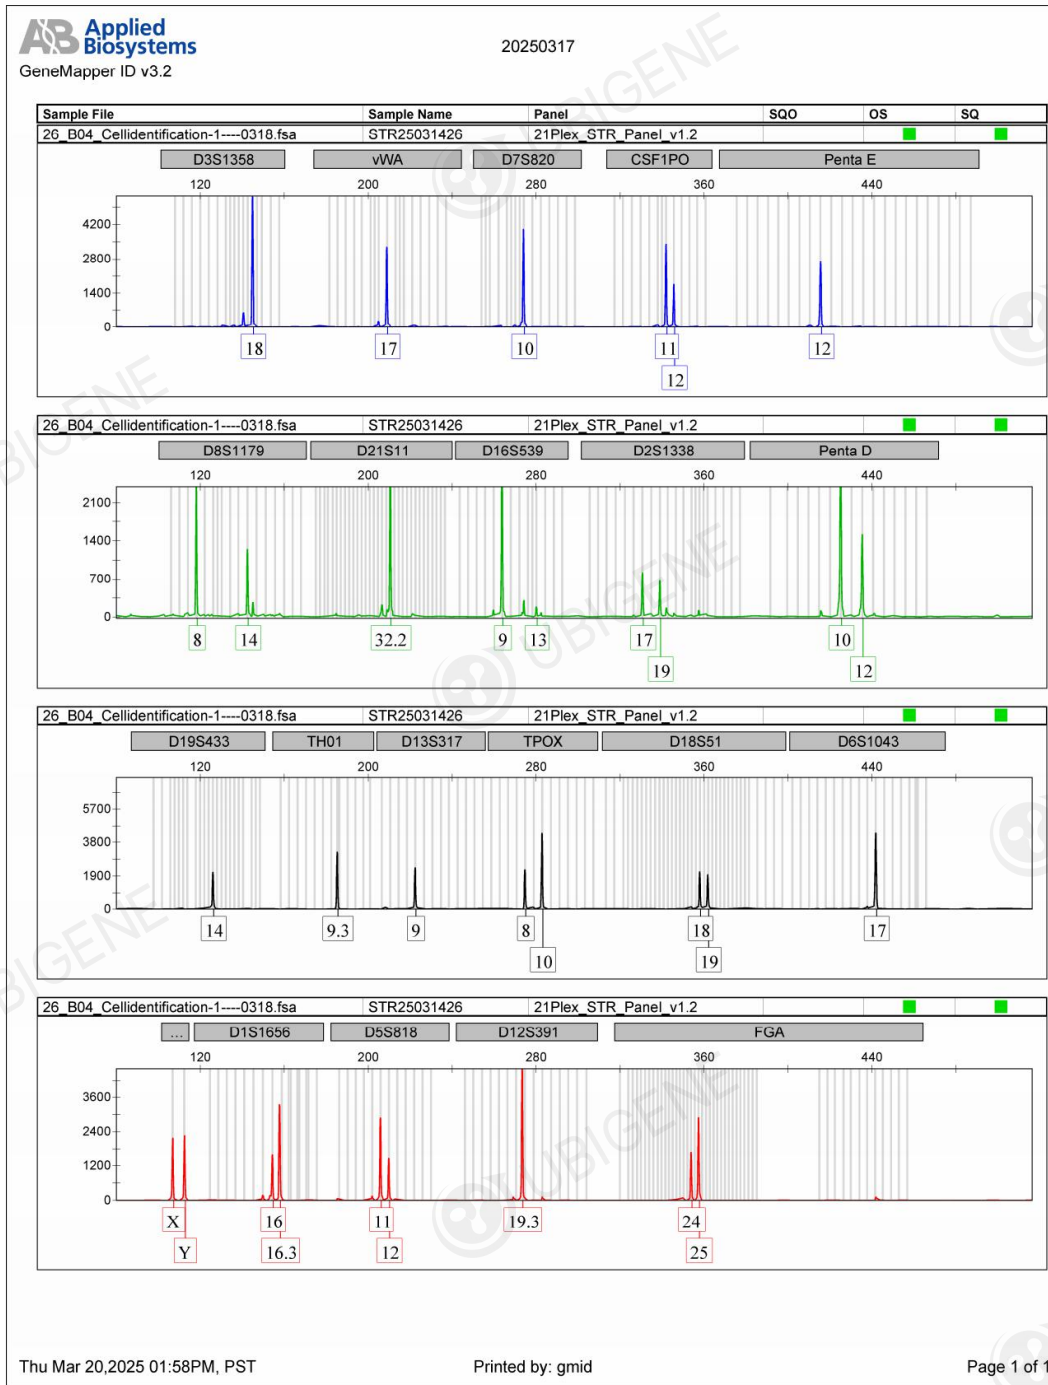 AB Applied
Biosystems
GeneMapper ID v3.2
20250317
Sample File Sample Name Panel SQO OS SQ
26_B04_Cellidentification-1----0318.fsa STR25031426 21Plex_STR_Panel_v1.2
D3S1358 vWA D7S820 CSF1PO Penta E
120 200 280 360 440
4200
2800
1400
0
18 17 10 11 12
12
26_B04_Cellidentification-1----0318.fsa STR25031426 21Plex_STR_Panel_v1.2
D8S1179 D21S11 D16S539 D2S1338 Penta D
120 200 280 360 440
2100
1400
700
0
8 14 32.2 9 13 17 10
19 12
26_B04_Cellidentification-1----0318.fsa STR25031426 21Plex_STR_Panel_v1.2
D19S433 TH01 D13S317 TPOX D18S51 D6S1043
120 200 280 360 440
5700
3800
1900
0
14 9.3 9 8 18 17
10 19
26_B04_Cellidentification-1----0318.fsa STR25031426 21Plex_STR_Panel_v1.2
... D1S1656 D5S818 D12S391 FGA
120 200 280 360 440
3600
2400
1200
0
X 16 11 19.3 24
Y 16.3 12 25
Thu Mar 20,2025 01:58PM, PST Printed by: gmid Page 1 of 1
UBIGENE
UBIGENE
UBIGENE
UBIGENE
UBIGENE